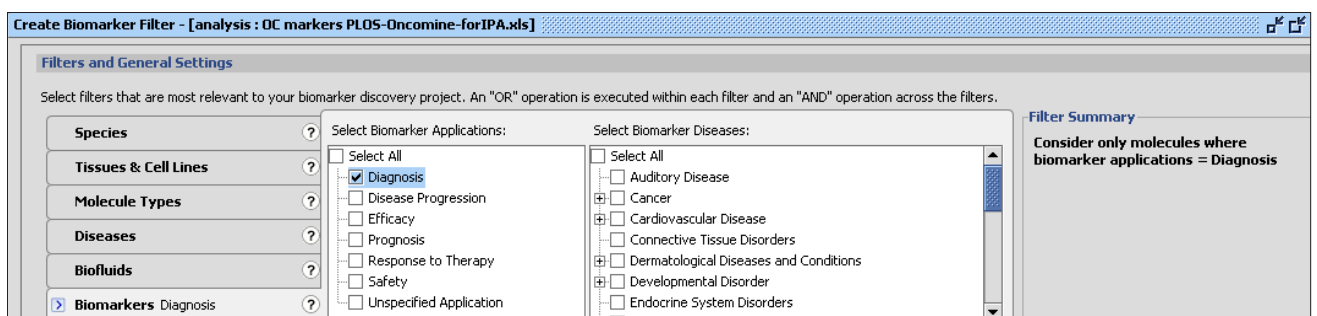 Create Biomarker Filter - [analysis : OC markers PLOS-Oncomine-forIPA.xls]
Filters and General Settings
Select filters that are most relevant to your biomarker discovery project. An "OR" operation is executed within each filter and an "AND" operation across the filters.
Species ?
Tissues & Cell Lines ?
Molecule Types ?
Diseases ?
Biofluids ?
Biomarkers Diagnosis ?
Select Biomarker Applications:
Select All
Diagnosis
Disease Progression
Efficacy
Prognosis
Response to Therapy
Safety
Unspecified Application
Select Biomarker Diseases:
Select All
Auditory Disease
Cancer
Cardiovascular Disease
Connective Tissue Disorders
Dermatological Diseases and Conditions
Developmental Disorder
Endocrine System Disorders
Filter Summary
Consider only molecules where
biomarker applications = Diagnosis